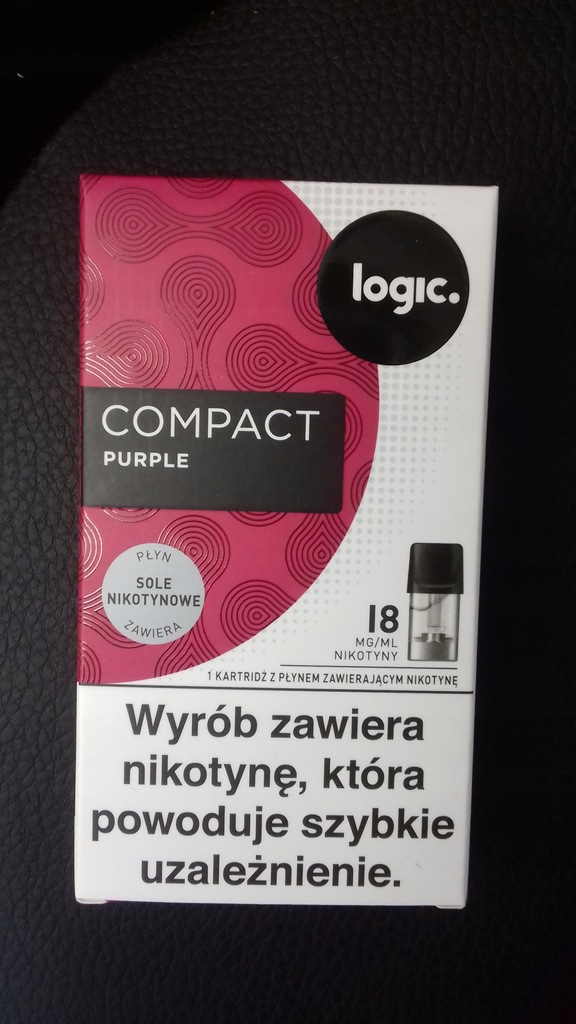 logic.
COMPACT
PURPLE
PŁYN
SOLE
NIKOTYNOWE
ZAWIERA
18
MG/ML
NIKOTYNY
1 KARTRIDŻ Z PŁYNEM ZAWIERAJĄCYM NIKOTYNĘ
Wyrób zawiera
nikotynę, która
powoduje szybkie
uzależnienie.